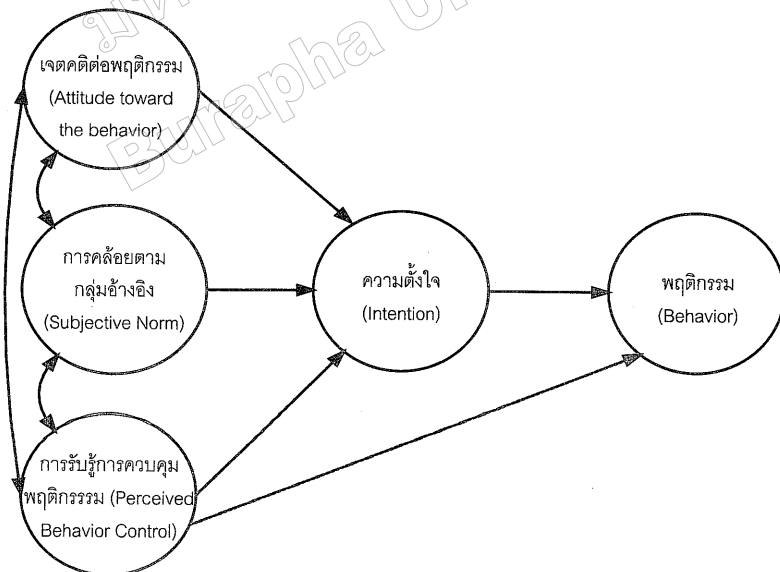 Burapha U
เจตคติต่อพฤติกรรม
(Attitude toward
the behavior)
การคล้อยตาม
กลุ่มอ้างอิง
(Subjective Norm)
การรับรู้การควบคุม
พฤติกรรรม (Perceived
Behavior Control)
ความตั้งใจ
(Intention)
พฤติกรรม
(Behavior)